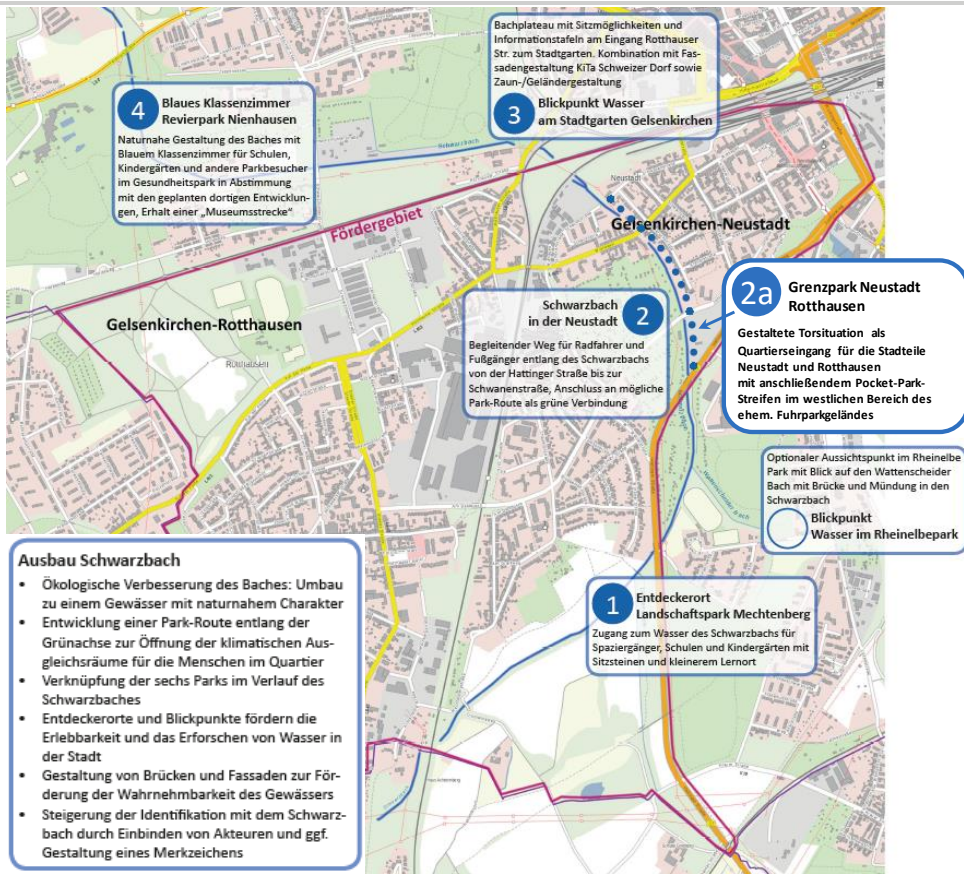 Bachplateau mit Sitzmöglichkeiten und
Informationstafeln am Eingang Rotthauser
Str. zum Stadtgarten. Kombination mit Fas-
sadengestaltung KiTa Schweizer Dorf sowie
Zaun-/Geländergestaltung
3
Blickpunkt Wasser
am Stadtgarten Gelsenkirchen
4
Blaues Klassenzimmer
Revierpark Nienhausen
Naturnahe Gestaltung des Baches mit
Blauem Klassenzimmer für Schulen,
Kindergärten und andere Parkbesucher
im Gesundheitspark in Abstimmung
mit den geplanten dortigen Entwicklun-
gen, Erhalt einer „Museumsstrecke“
Schwarzbach
Neustadt
Fördergebiet
Gelsenkirchen-Neustadt
Gelsenkirchen-Rotthausen
Rotthausen
Schwarzbach
in der Neustadt
2
Begleitender Weg für Radfahrer und
Fußgänger entlang des Schwarzbachs
von der Hattinger Straße bis zur
Schwanenstraße, Anschluss an mögliche
Park-Route als grüne Verbindung
2a
Grenzpark Neustadt
Rotthausen
Gestaltete Torsituation als
Quartierseingang für die Stadteile
Neustadt und Rotthausen
mit anschließendem Pocket-Park-
Streifen im westlichen Bereich des
ehem. Fuhrparkgeländes
Optionaler Aussichtspunkt im Rheinelbe
Park mit Blick auf den Wattenscheider
Bach mit Brücke und Mündung in den
Schwarzbach
Blickpunkt
Wasser im Rheinelbepark
Wattenscheider Bach
1
Entdeckerort
Landschaftspark Mechtenberg
Zugang zum Wasser des Schwarzbachs für
Spaziergänger, Schulen und Kindergärten mit
Sitzsteinen und kleinerem Lernort
Ausbau Schwarzbach
• Ökologische Verbesserung des Baches: Umbau
zu einem Gewässer mit naturnahem Charakter
• Entwicklung einer Park-Route entlang der
Grünachse zur Öffnung der klimatischen Aus-
gleichsräume für die Menschen im Quartier
• Verknüpfung der sechs Parks im Verlauf des
Schwarzbaches
• Entdeckerorte und Blickpunkte fördern die
Erlebbarkeit und das Erforschen von Wasser in
der Stadt
• Gestaltung von Brücken und Fassaden zur För-
derung der Wahrnehmbarkeit des Gewässers
• Steigerung der Identifikation mit dem Schwarz-
bach durch Einbinden von Akteuren und ggf.
Gestaltung eines Merkzeichens